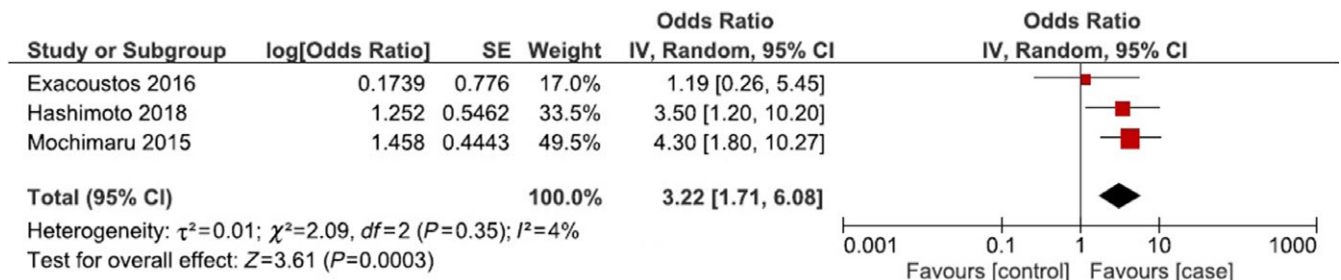 Odds Ratio Odds Ratio
Study or Subgroup log[Odds Ratio] SE Weight IV, Random, 95% CI IV, Random, 95% CI
Exacoustos 2016 0.1739 0.776 17.0% 1.19 [0.26, 5.45]
Hashimoto 2018 1.252 0.5462 33.5% 3.50 [1.20, 10.20]
Mochimaru 2015 1.458 0.4443 49.5% 4.30 [1.80, 10.27]
Total (95% CI) 100.0% 3.22 [1.71, 6.08]
Heterogeneity: τ²=0.01; χ²=2.09, df=2 (P=0.35); I²=4%
Test for overall effect: Z=3.61 (P=0.0003)
0.001 0.1 1 10 1000
Favours [control] Favours [case]